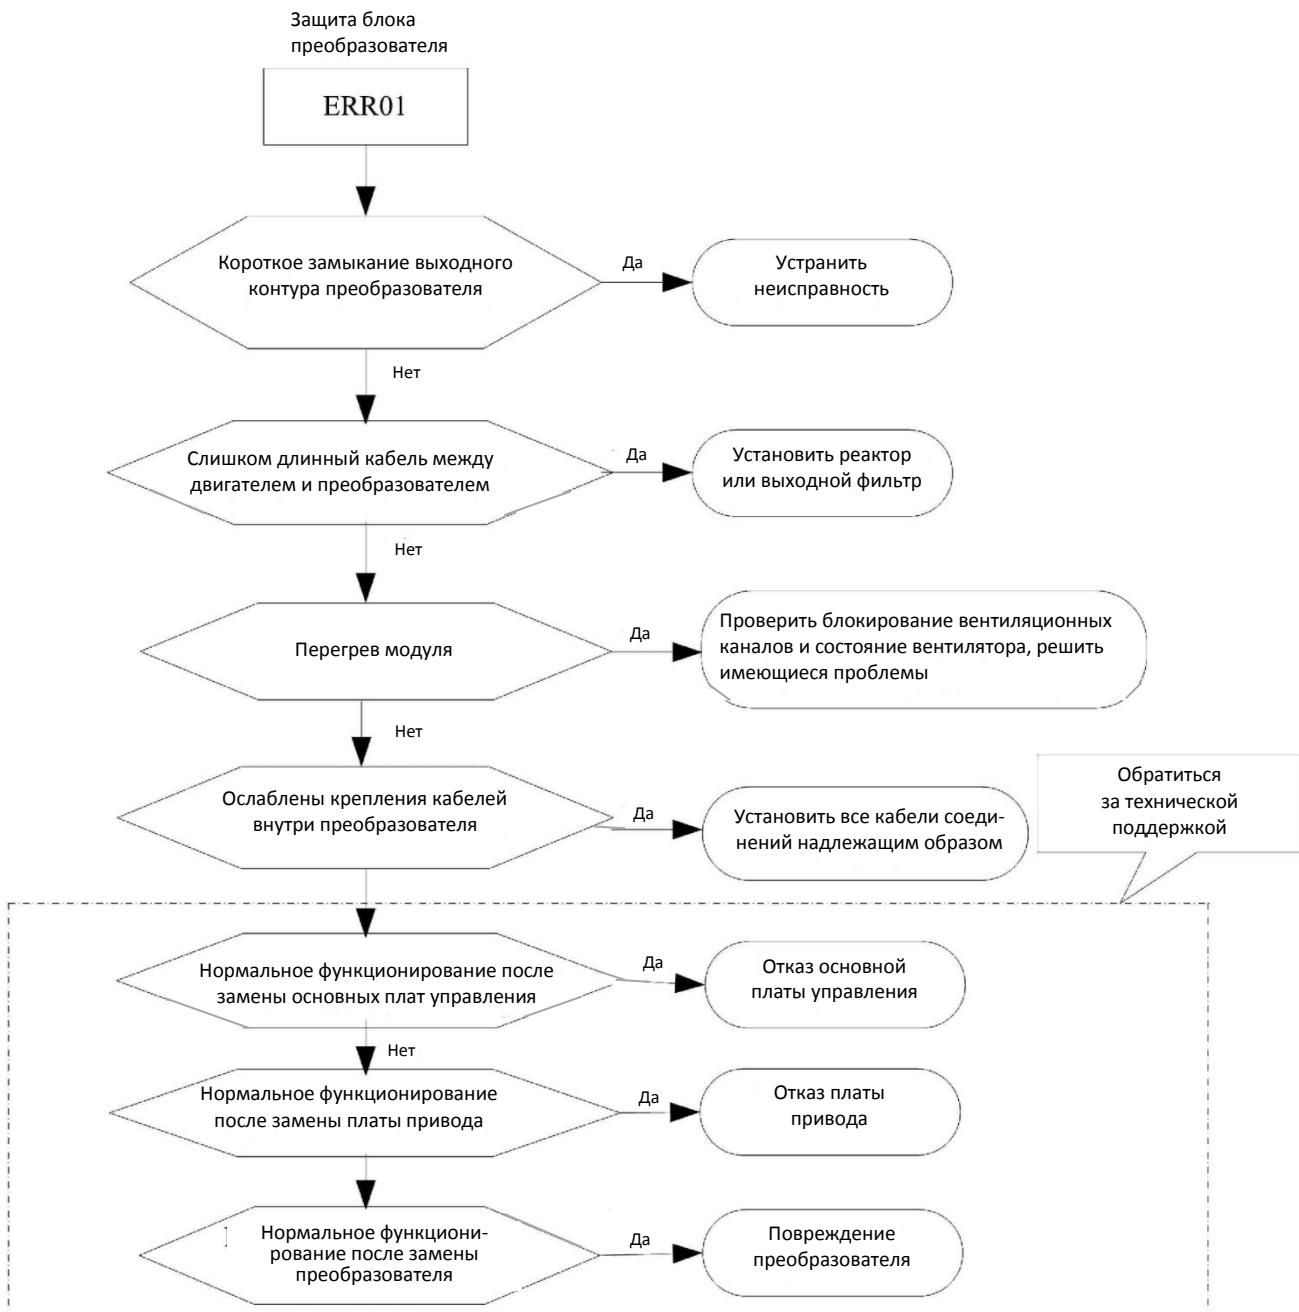 Защита блока
преобразователя
ERR01
Короткое замыкание выходного
контура преобразователя
Да
Устранить
неисправность
Нет
Слишком длинный кабель между
двигателем и преобразователем
Да
Установить реактор
или выходной фильтр
Нет
Перегрев модуля
Да
Проверить блокирование вентиляционных
каналов и состояние вентилятора, решить
имеющиеся проблемы
Нет
Ослаблены крепления кабелей
внутри преобразователя
Да
Установить все кабели соеди-
нений надлежащим образом
Обратиться
за технической
поддержкой
Нормальное функционирование после
замены основных плат управления
Да
Отказ основной
платы управления
Нет
Нормальное функционирование
после замены платы привода
Да
Отказ платы
привода
Нормальное функциони-
рование после замены
преобразователя
Да
Повреждение
преобразователя